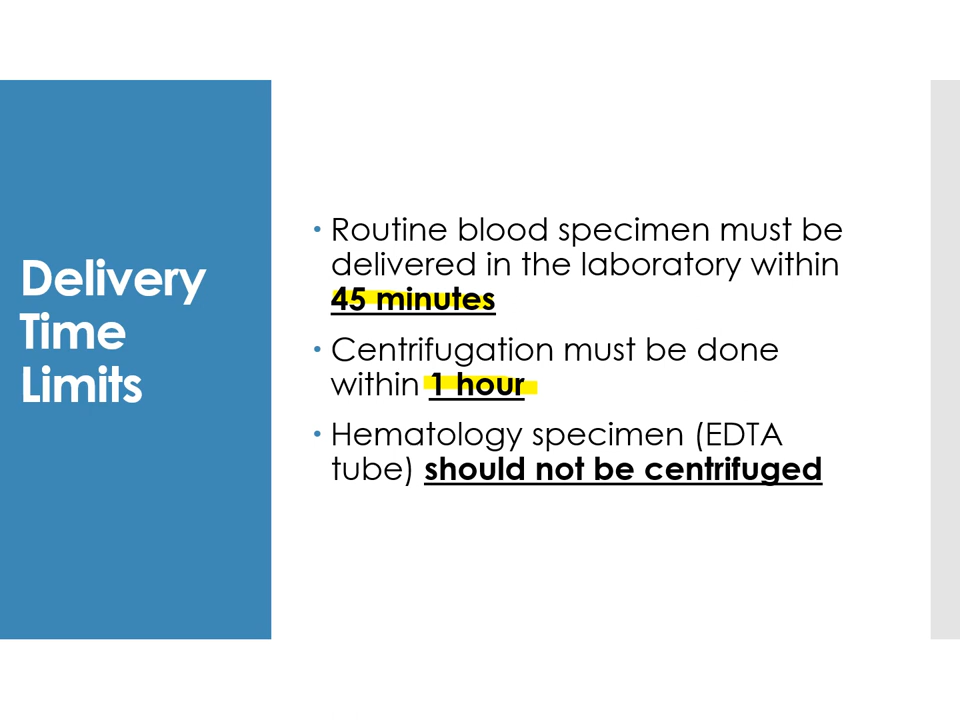 Delivery
Time
Limits
• Routine blood specimen must be
delivered in the laboratory within
45 minutes
• Centrifugation must be done
within 1 hour
• Hematology specimen (EDTA
tube) should not be centrifuged